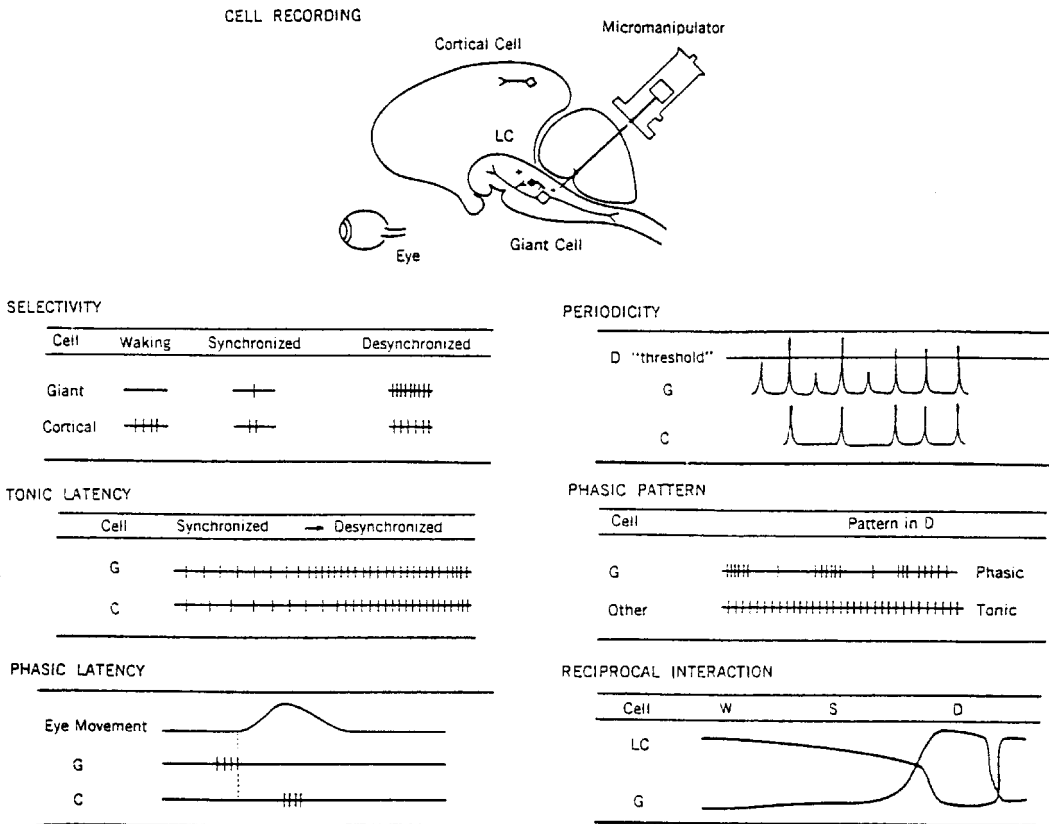 CELL RECORDING
Micromanipulator
Cortical Cell
LC
Giant Cell
Eye
SELECTIVITY
Cell Waking Synchronized Desynchronized
Giant
Cortical
TONIC LATENCY
Cell Synchronized → Desynchronized
G
C
PHASIC LATENCY
Eye Movement
G
C
PERIODICITY
D "threshold"
G
C
PHASIC PATTERN
Cell Pattern in D
G Phasic
Other Tonic
RECIPROCAL INTERACTION
Cell W S D
LC
G